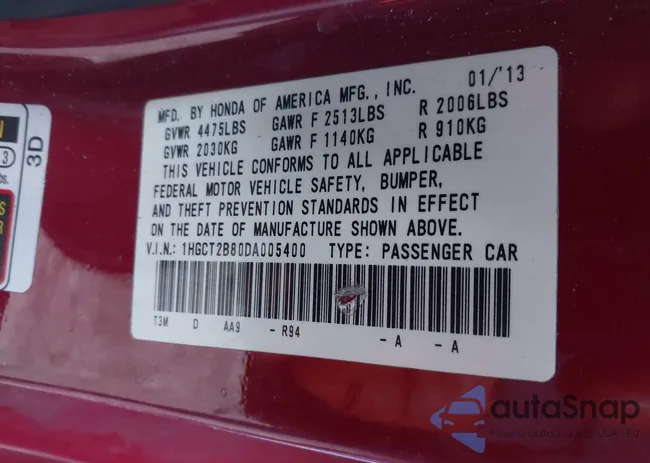 MFD. BY HONDA OF AMERICA MFG., INC. 01/'13
GVWR 4475LBS GAWR F 2513LBS R 2006LBS
GVWR 2030KG GAWR F 1140KG R 910KG
THIS VEHICLE CONFORMS TO ALL APPLICABLE
FEDERAL MOTOR VEHICLE SAFETY, BUMPER,
AND THEFT PREVENTION STANDARDS IN EFFECT
ON THE DATE OF MANUFACTURE SHOWN ABOVE.
V.I.N.: 1HGCT2B80DA005400 TYPE: PASSENGER CAR
T3M D AA9 - R94 - A - A
3D
3
autaSnap